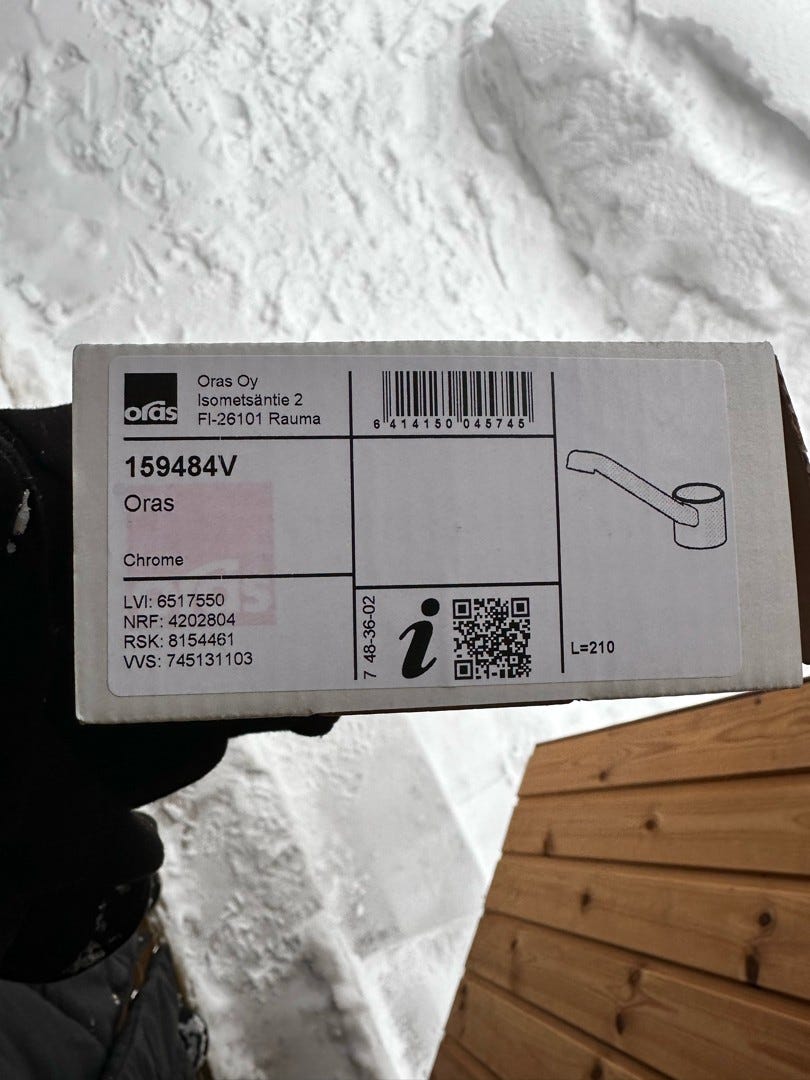 oras
Oras Oy
Isometsäntie 2
FI-26101 Rauma
6 414150 045745
159484V
Oras
Chrome
LVI: 6517550
NRF: 4202804
RSK: 8154461
VVS: 745131103
7 48-36-02
i
L=210
oras